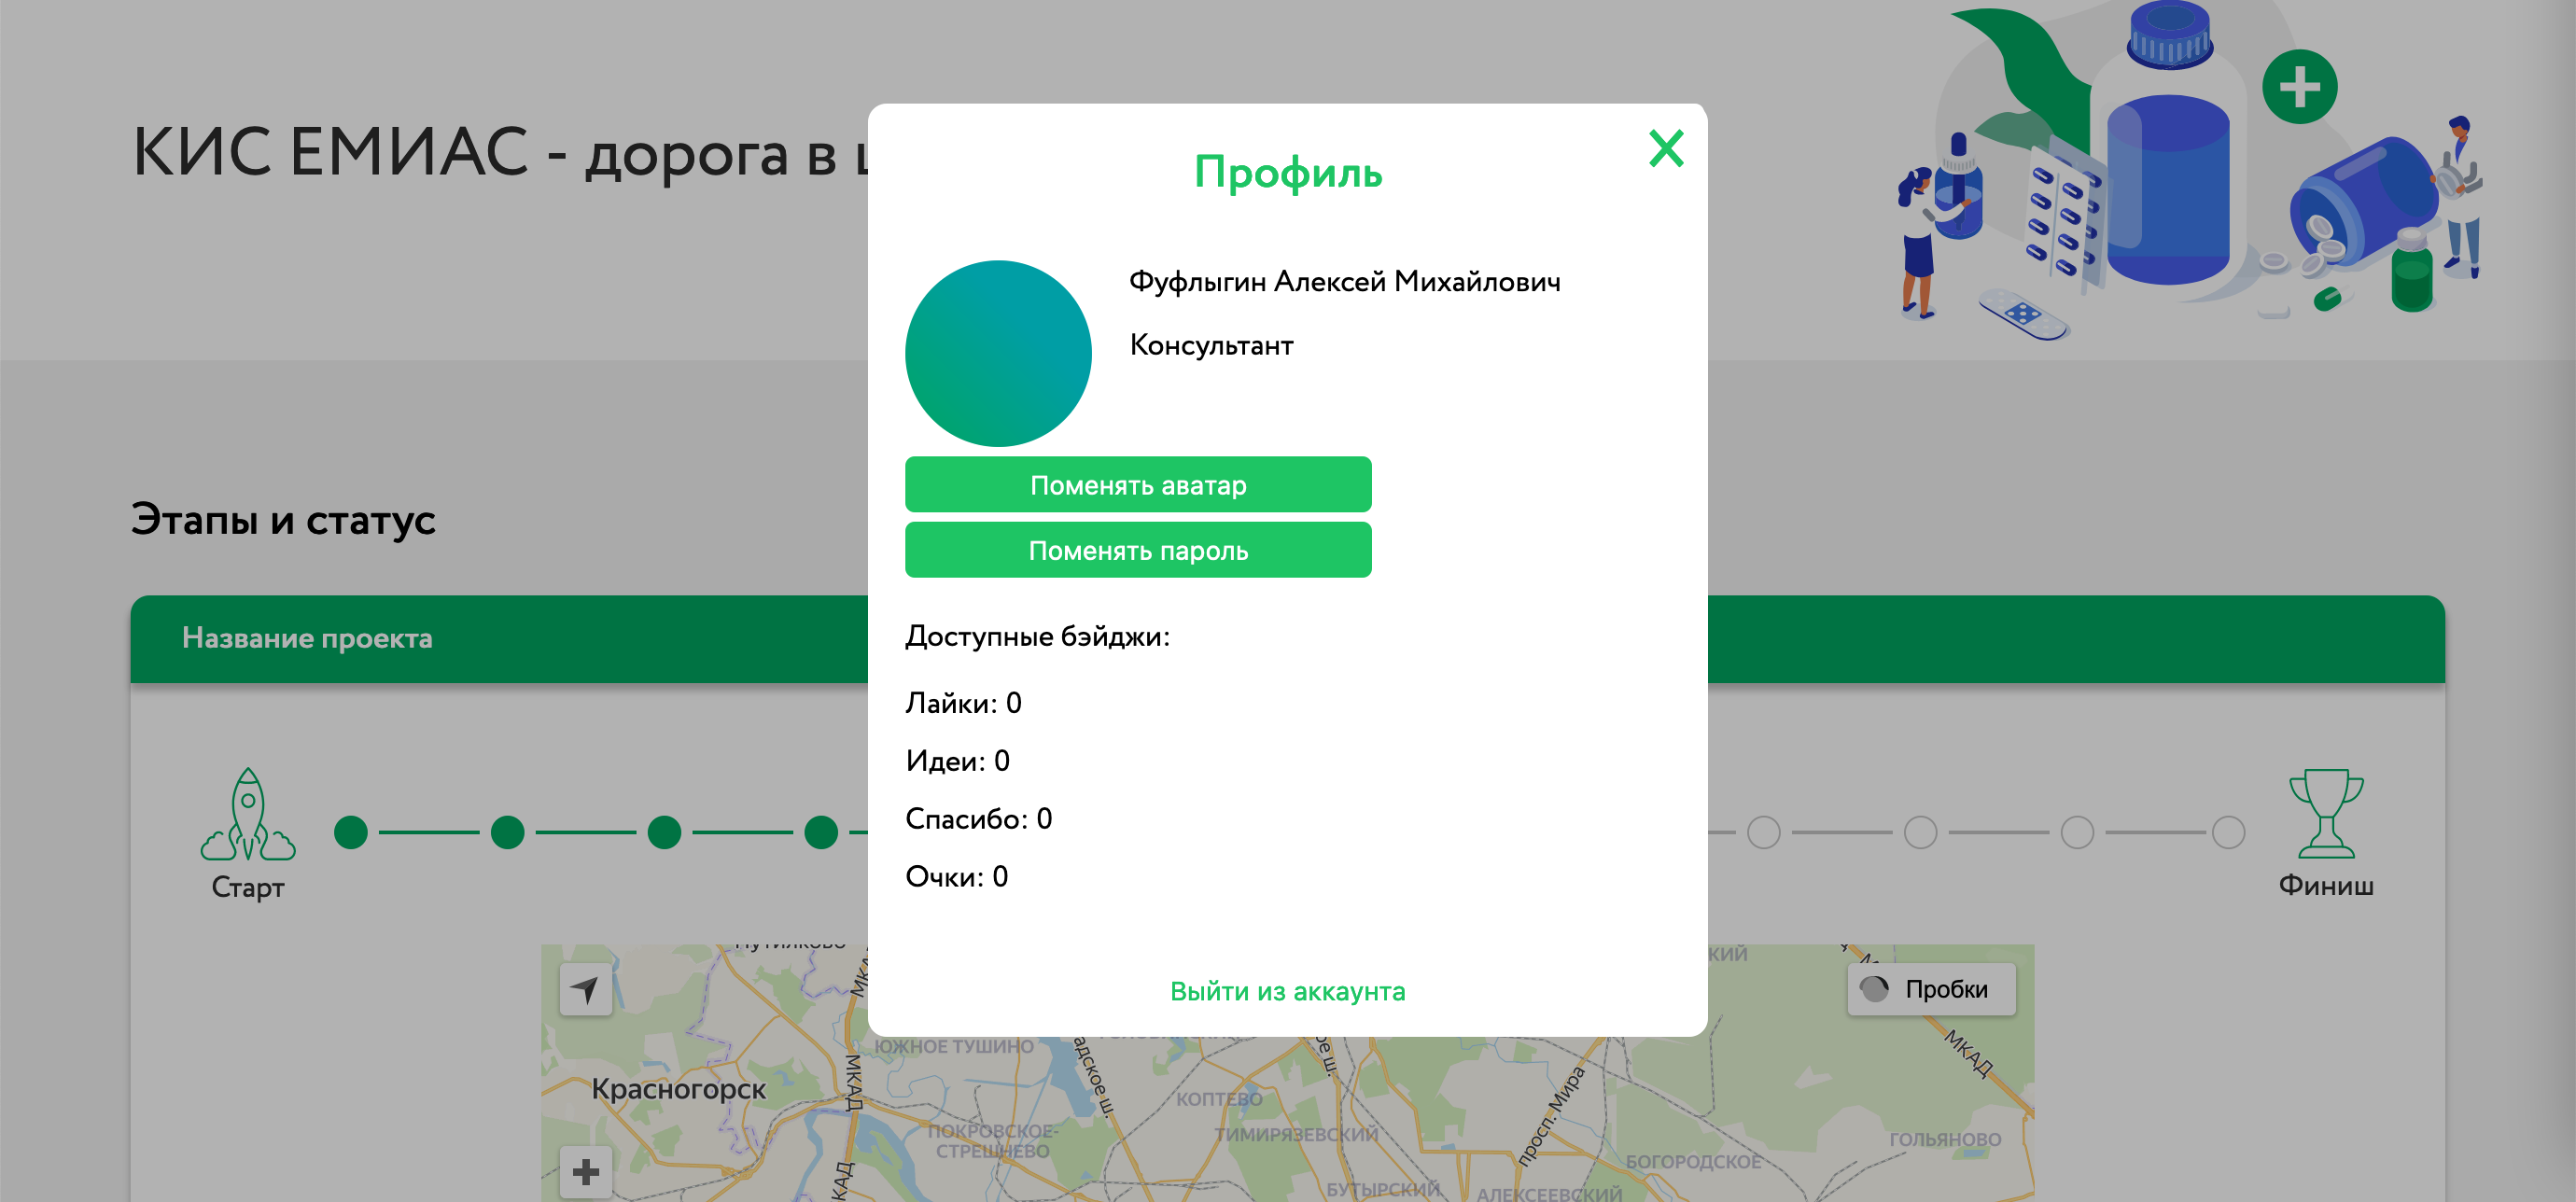 КИС ЕМИАС - дорога в
Профиль
Фуфлыгин Алексей Михайлович
Консультант
Поменять аватар
Поменять пароль
Этапы и статус
Название проекта
Доступные бэйджи:
Лайки: 0
Идеи: 0
Спасибо: 0
Очки: 0
Старт
Финиш
Выйти из аккаунта
Пробки
МКАД
ЮЖНОЕ ТУШИНО
Красногорск
МКАД
КОПТЕВО
просп. Мира
ПОКРОВСКОЕ-
СТРЕШНЕВО
ТИМИРЯЗЕВСКИЙ
ГОЛЬЯНОВО
БОГОРОДСКОЕ
БУТЫРСКИЙ
АЛЕКСЕЕВСКИЙ